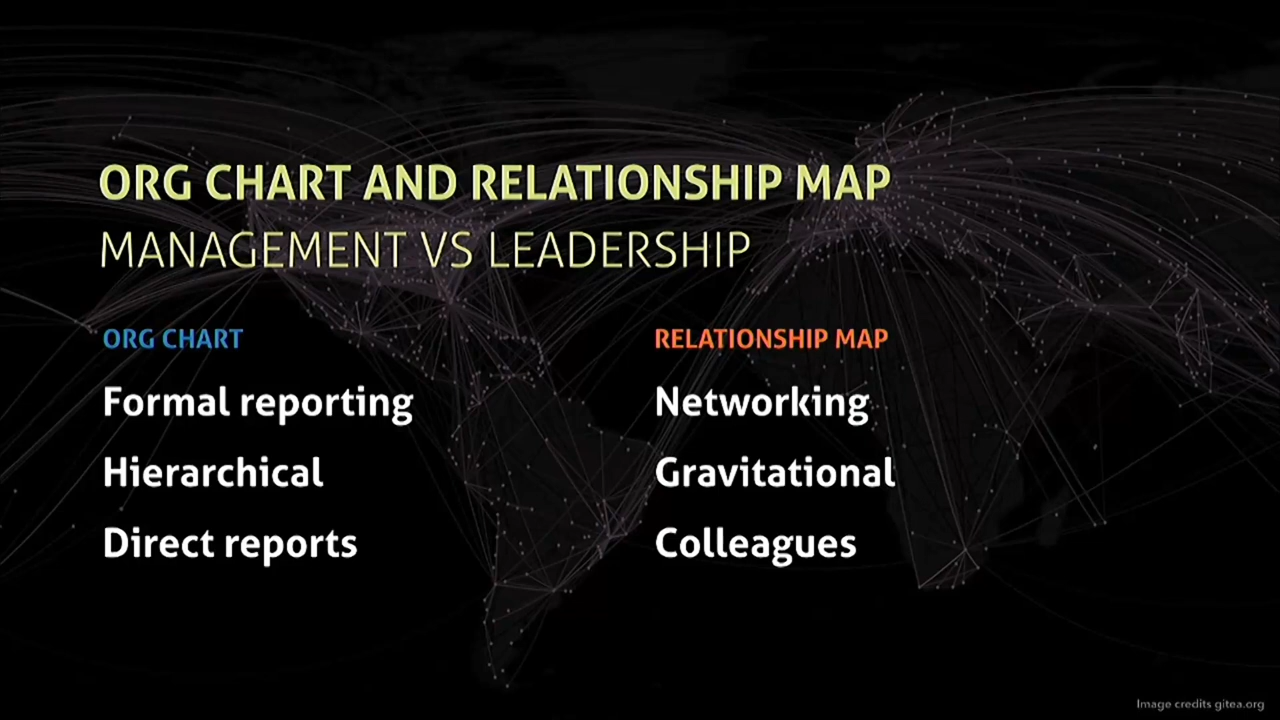 ORG CHART AND RELATIONSHIP MAP
MANAGEMENT VS LEADERSHIP
ORG CHART
Formal reporting
Hierarchical
Direct reports
RELATIONSHIP MAP
Networking
Gravitational
Colleagues
Image credits gitea.org